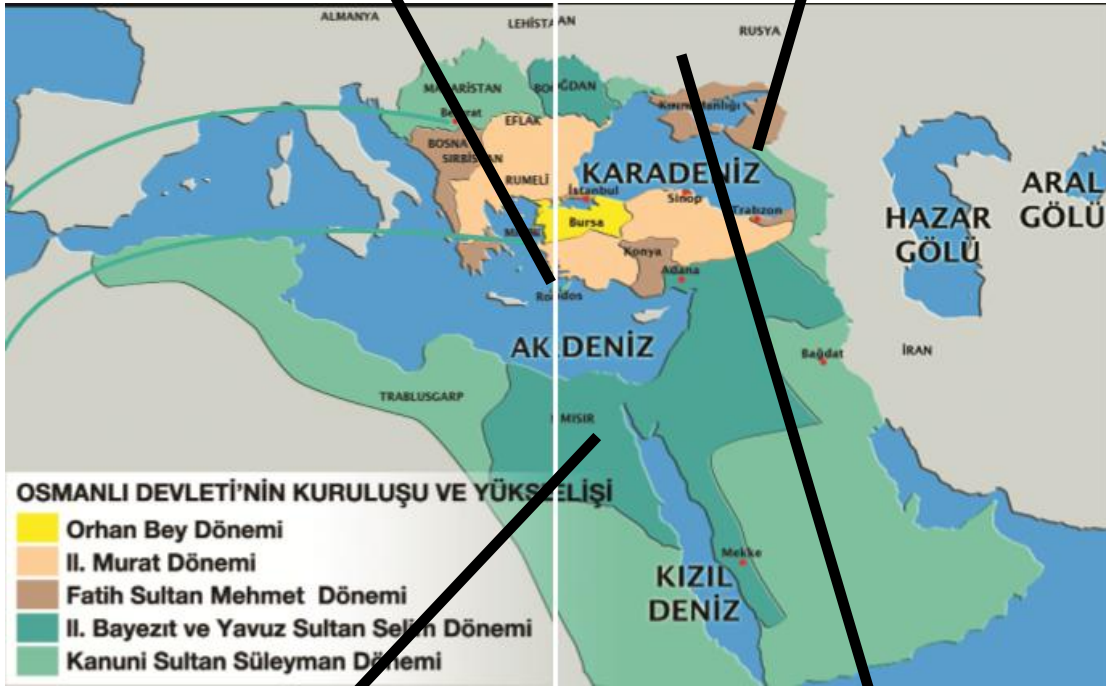 ALMANYA
LEHİSTAN
RUSYA
MACARİSTAN
BOĞDAN
Kırım Hanlığı
Belgrat
EFLAK
BOSNA
SIRBİSTAN
KARADENİZ
ARAL
GÖLÜ
RUMELİ
İstanbul
Sinop
HAZAR
GÖLÜ
Bursa
Trabzon
Konya
Adana
Rodos
AKDENİZ
Bağdat
İRAN
TRABLUSGARP
MISIR
OSMANLI DEVLETİ'NİN KURULUŞU VE YÜKSELİŞİ
Orhan Bey Dönemi
II. Murat Dönemi
Fatih Sultan Mehmet Dönemi
II. Bayezıt ve Yavuz Sultan Selim Dönemi
Kanuni Sultan Süleyman Dönemi
Mekke
KIZIL
DENİZ